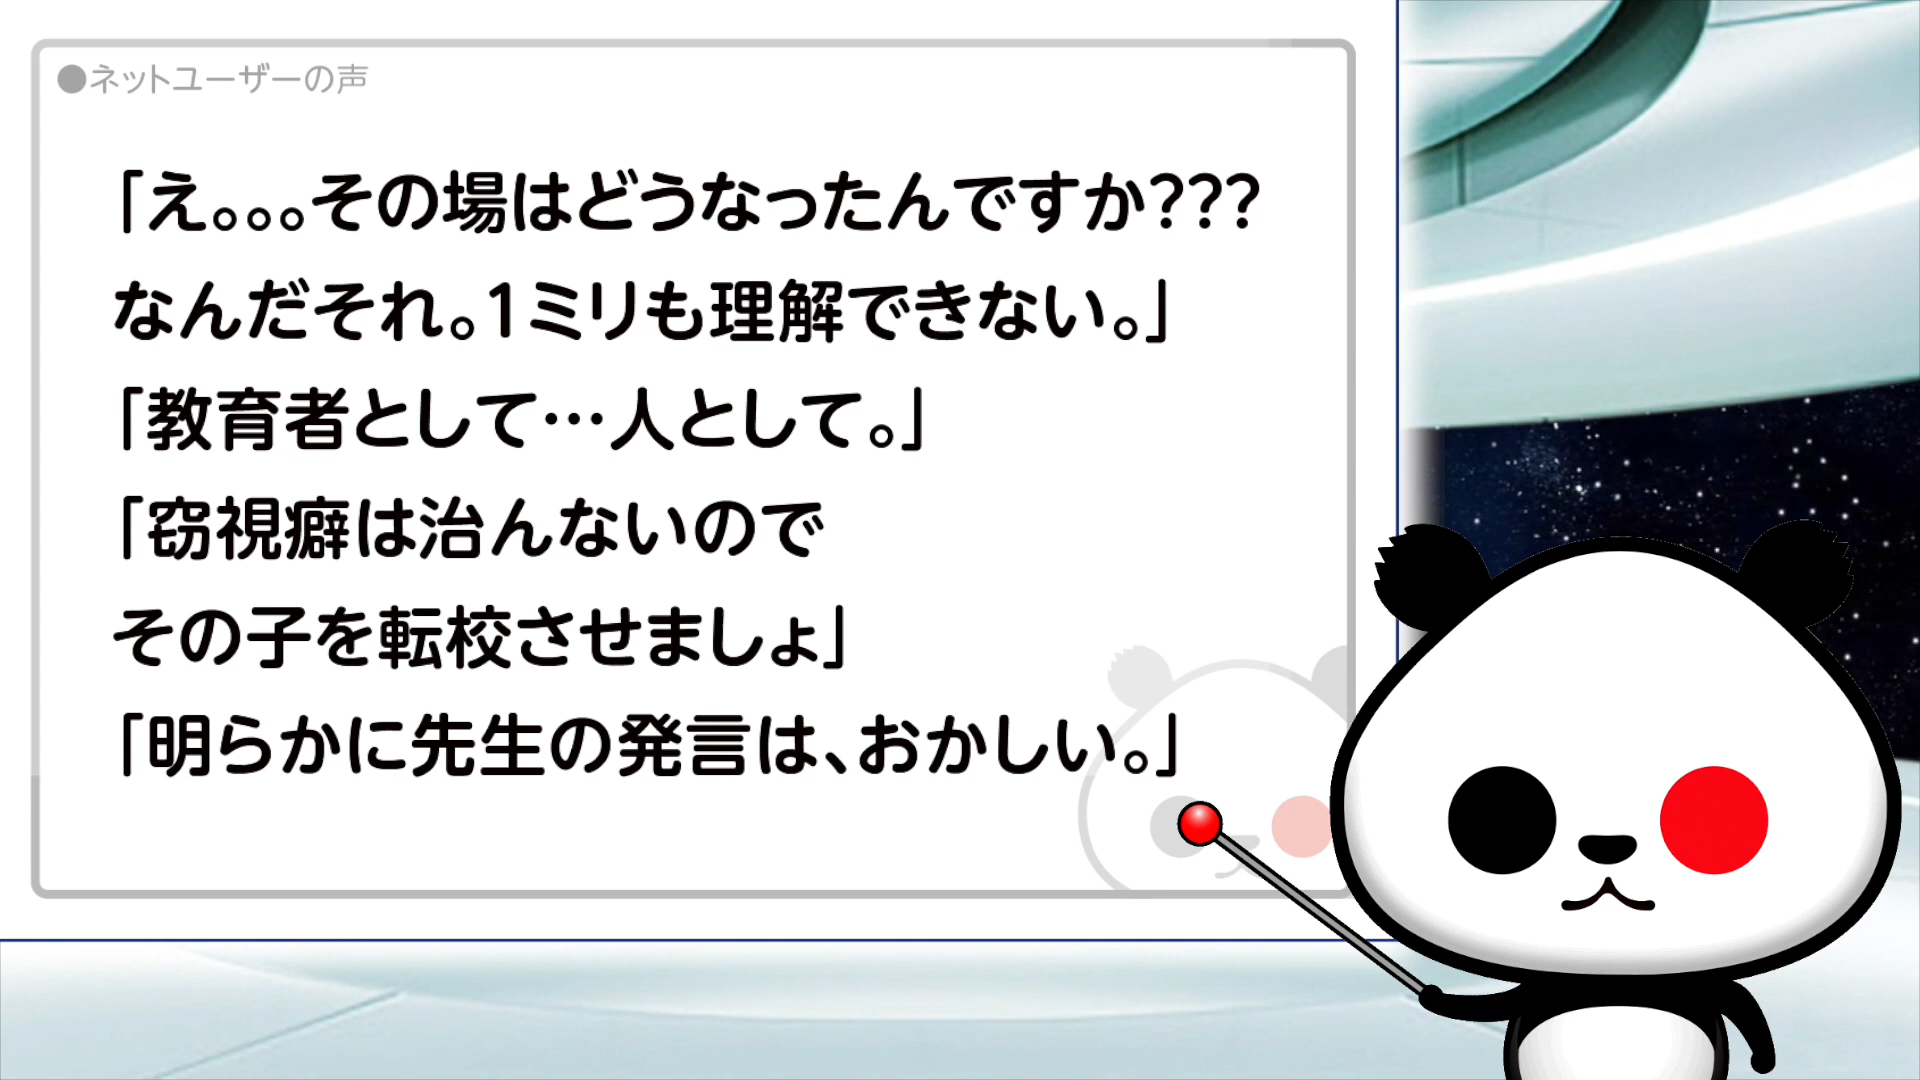 ●ネットユーザーの声
「え｡｡｡その場はどうなったんですか???
なんだそれ。1ミリも理解できない。」
「教育者として…人として。」
「窃視癖は治んないので
その子を転校させましょ」
「明らかに先生の発言は、おかしい。」